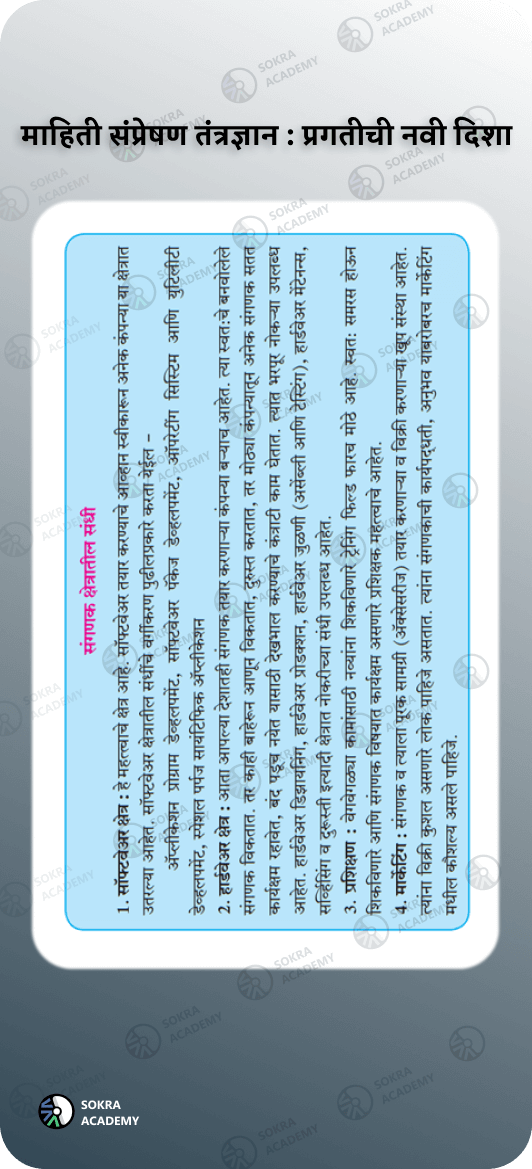 माहिती संप्रेषण तंत्रज्ञान : प्रगतीची नवी दिशा
संगणक क्षेत्रातील संधी
1. सॉफ्टवेअर क्षेत्र : हे महत्त्वाचे क्षेत्र आहे. सॉफ्टवेअर तयार करण्याचे आव्हान स्वीकारून अनेक कंपन्या या क्षेत्रात
उतरल्या आहेत. सॉफ्टवेअर क्षेत्रातील संधींचे वर्गीकरण पुढीलप्रकारे करता येईल –
ॲप्लीकेशन प्रोग्राम डेव्हलपमेंट, सॉफ्टवेअर पॅकेज डेव्हलपमेंट, ऑपरेटींग सिस्टिम आणि युटिलीटी
डेव्हलपमेंट, स्पेशल पर्पज सायंटिफिक ॲप्लीकेशन
2. हार्डवेअर क्षेत्र : आता आपल्या देशातही संगणक तयार करणाऱ्या कंपन्या बऱ्याच आहेत. त्या स्वतःचे बनवलेले
संगणक विकतात. तर काही बाहेरून आणून विकतात, दुरुस्त करतात, तर मोठ्या कंपन्यातून अनेक संगणक सतत
कार्यक्षम रहावेत, बंद पडूच नयेत यासाठी देखभाल करण्याचे कंत्राटी काम घेतात. त्यांत भरपूर नोकऱ्या उपलब्ध
आहेत. हार्डवेअर डिझायनिंग, हार्डवेअर प्रोडक्शन, हार्डवेअर जुळणी (असेंब्ली आणि टेस्टिंग), हार्डवेअर मेंटेनन्स,
सर्व्हिसिंग व दुरुस्ती इत्यादी क्षेत्रात नोकरीच्या संधी उपलब्ध आहेत.
3. प्रशिक्षण : वेगवेगळ्या कामांसाठी नव्यांना शिकविणारे ट्रेनिंग फिल्ड फारच मोठे आहे. स्वतः समरस होऊन
शिकविणारे आणि संगणक विषयात कार्यक्षम असणारे प्रशिक्षक महत्त्वाचे आहेत.
4. मार्केटिंग : संगणक व त्याला पूरक सामग्री (ॲक्सेसरीज) तयार करणाऱ्या व विक्री करणाऱ्या खूप संस्था आहेत.
त्यांना विक्री कुशल असणारे लोक पाहिजे असतात. त्यांना संगणकाची कार्यपद्धती, अनुभव याबरोबरच मार्केटिंग
मधील कौशल्य असले पाहिजे.
SOKRA
ACADEMY